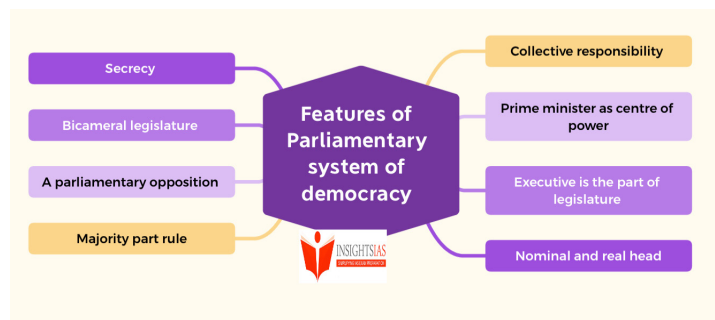 Secrecy
Bicameral legislature
A parliamentary opposition
Majority part rule
Features of
Parliamentary
system of
democracy
Collective responsibility
Prime minister as centre of
power
Executive is the part of
legislature
Nominal and real head
INSIGHTSIAS